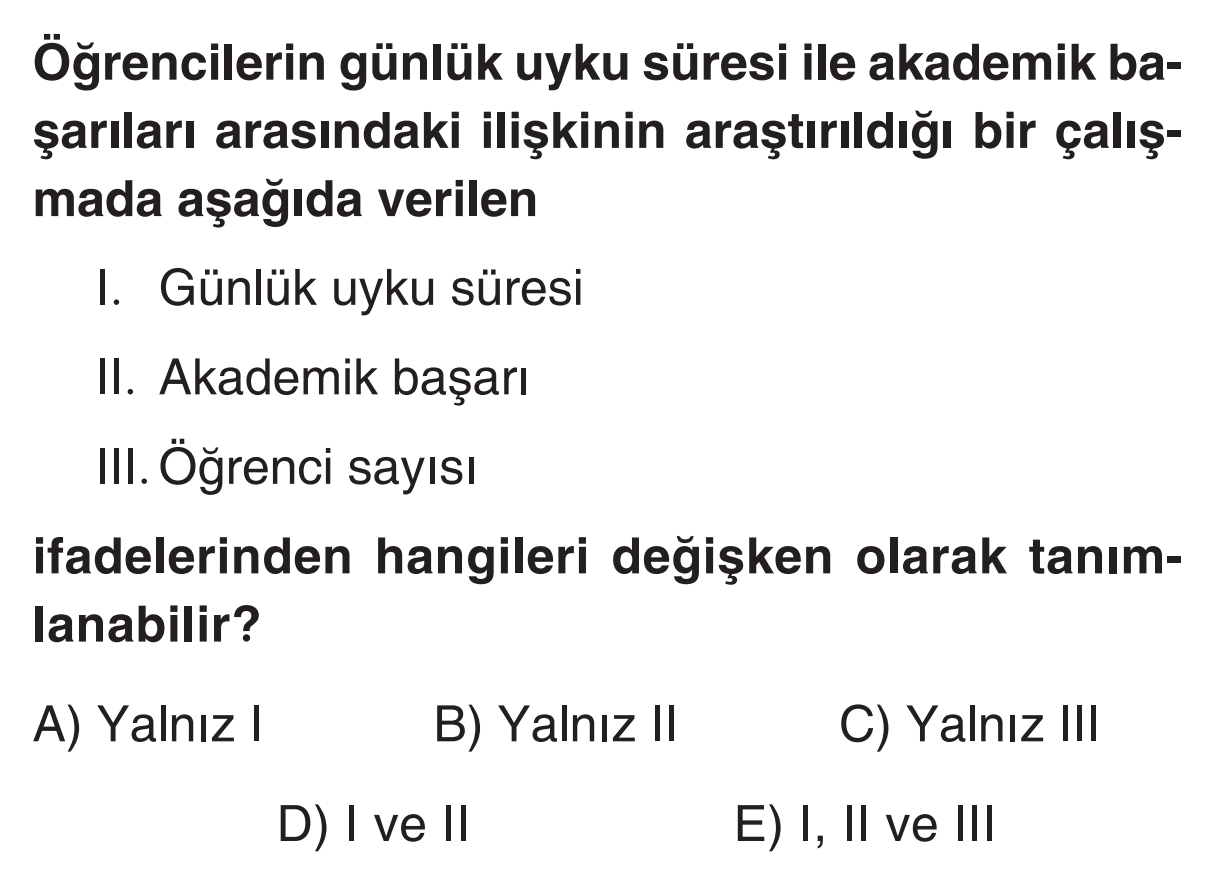 Öğrencilerin günlük uyku süresi ile akademik ba-
şarıları arasındaki ilişkinin araştırıldığı bir çalış-
mada aşağıda verilen
I. Günlük uyku süresi
II. Akademik başarı
III. Öğrenci sayısı
ifadelerinden hangileri değişken olarak tanım-
lanabilir?
A) Yalnız I B) Yalnız II C) Yalnız III
D) I ve II E) I, II ve III